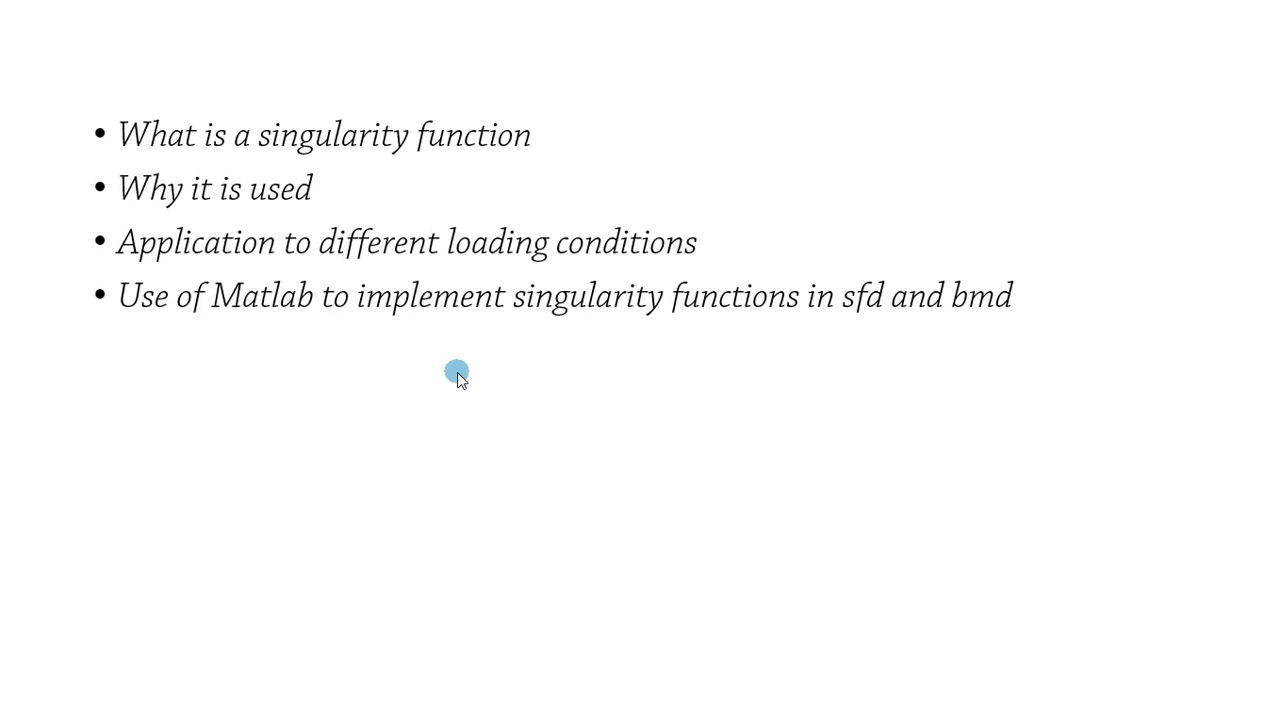 • What is a singularity function
• Why it is used
• Application to different loading conditions
• Use of Matlab to implement singularity functions in sfd and bmd